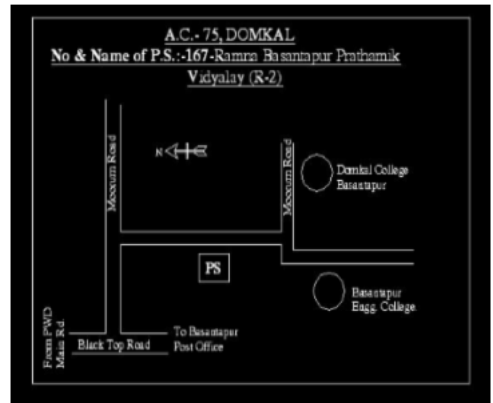 A.C.- 75, DOMKAL
No & Name of P.S.:-167-Ramna Basantapur Prathamik
Vidyalay (R-2)
Moorum Road
N
Moorum Road
Domkal College
Basantapur
PS
Basantapur
Engg. College.
From PWD
Main Rd.
Black Top Road
To Basantapur
Post Office